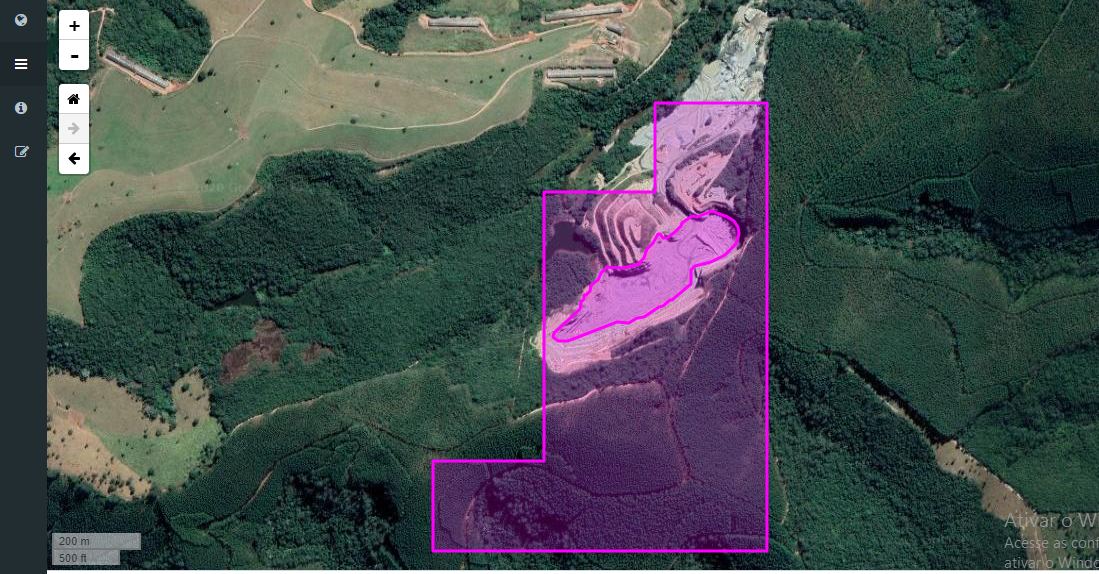 +
-
200 m
500 ft
Ativar o W
Acesse as conf
ativar o Windo